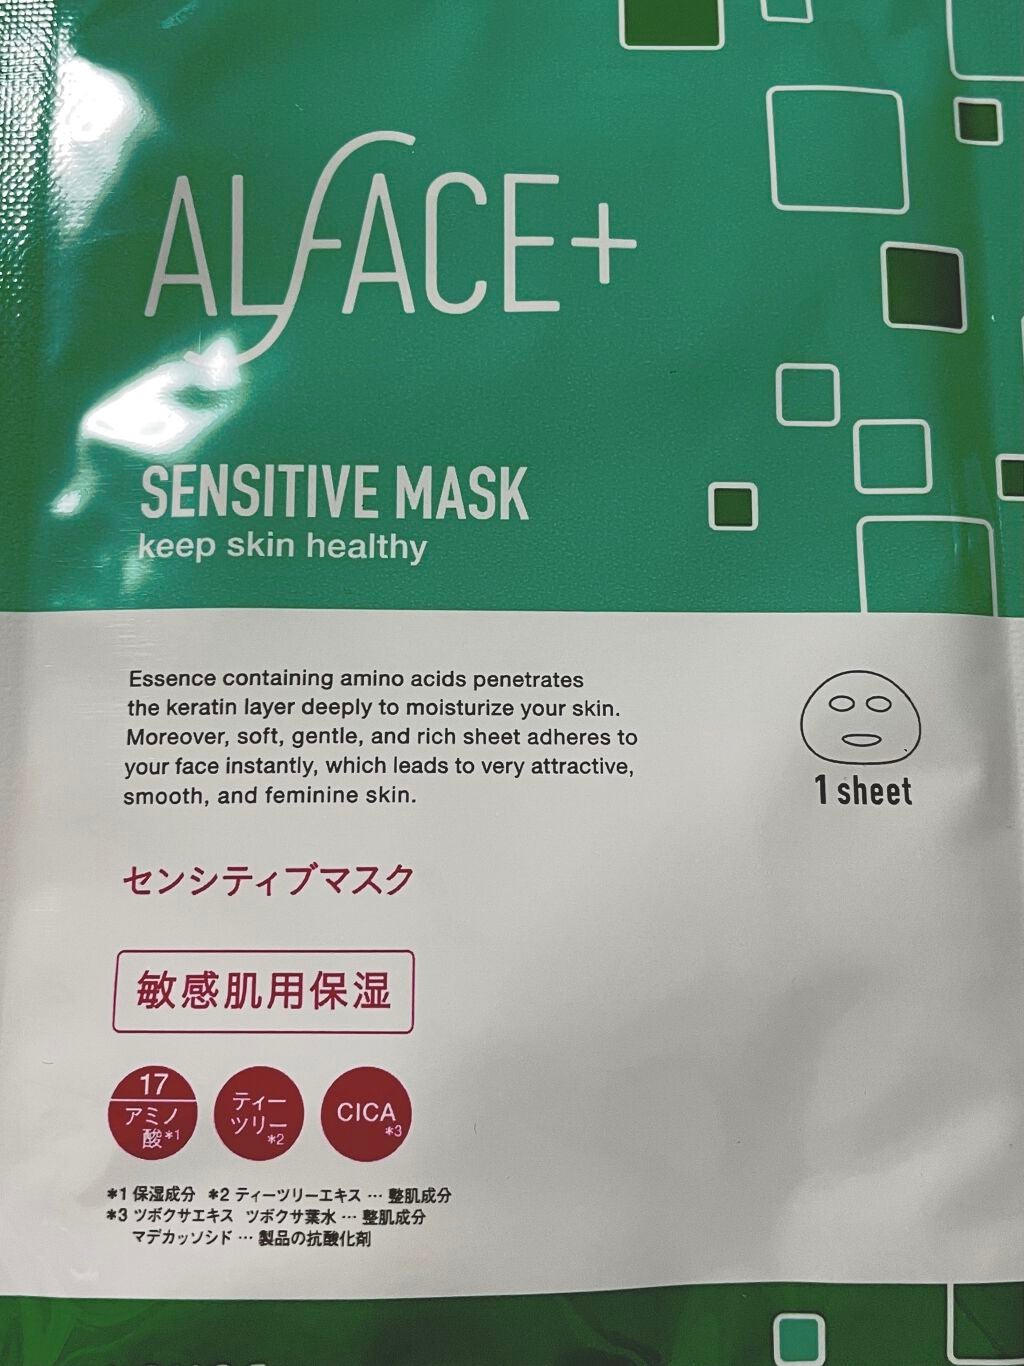 ALFACE+
SENSITIVE MASK
keep skin healthy
Essence containing amino acids penetrates
the keratin layer deeply to moisturize your skin.
Moreover, soft, gentle, and rich sheet adheres to
your face instantly, which leads to very attractive,
smooth, and feminine skin.
1 sheet
センシティブマスク
敏感肌用保湿
17
アミノ
酸*1
ティー
ツリー
*2
CICA
*3
*1 保湿成分 *2 ティーツリーエキス … 整肌成分
*3 ツボクサエキス ツボクサ葉水 … 整肌成分
マデカッソシド … 製品の抗酸化剤